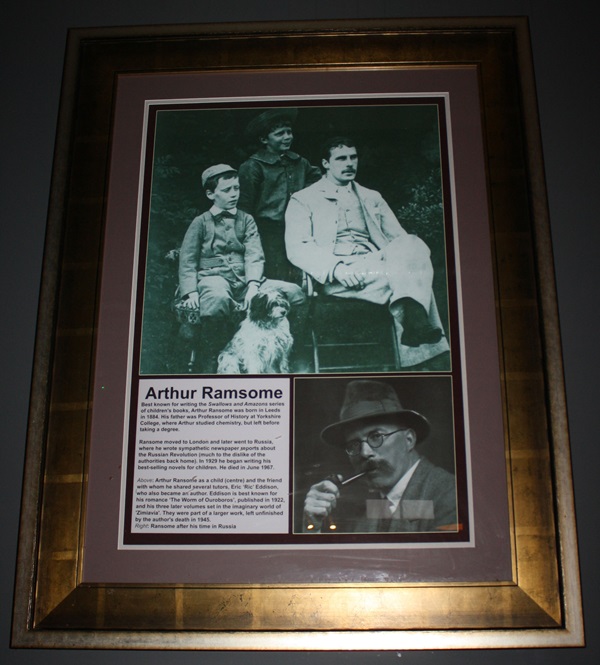 Arthur Ramsome
Best known for writing the Swallows and Amazons series
of children's books, Arthur Ransome was born in Leeds
in 1884. His father was Professor of History at Yorkshire
College, where Arthur studied chemistry, but left before
taking a degree.
Ransome moved to London and later went to Russia,
where he wrote sympathetic newspaper reports about
the Russian Revolution (much to the dislike of the
authorities back home). In 1929 he began writing his
best-selling novels for children. He died in June 1967.
Above: Arthur Ransome as a child (centre) and the friend
with whom he shared several tutors, Eric 'Ric' Eddison,
who also became an author. Eddison is best known for
his romance 'The Worm of Ouroboros', published in 1922,
and his three later volumes set in the imaginary world of
'Zimiavia'. They were part of a larger work, left unfinished
by the author's death in 1945.
Right: Ransome after his time in Russia